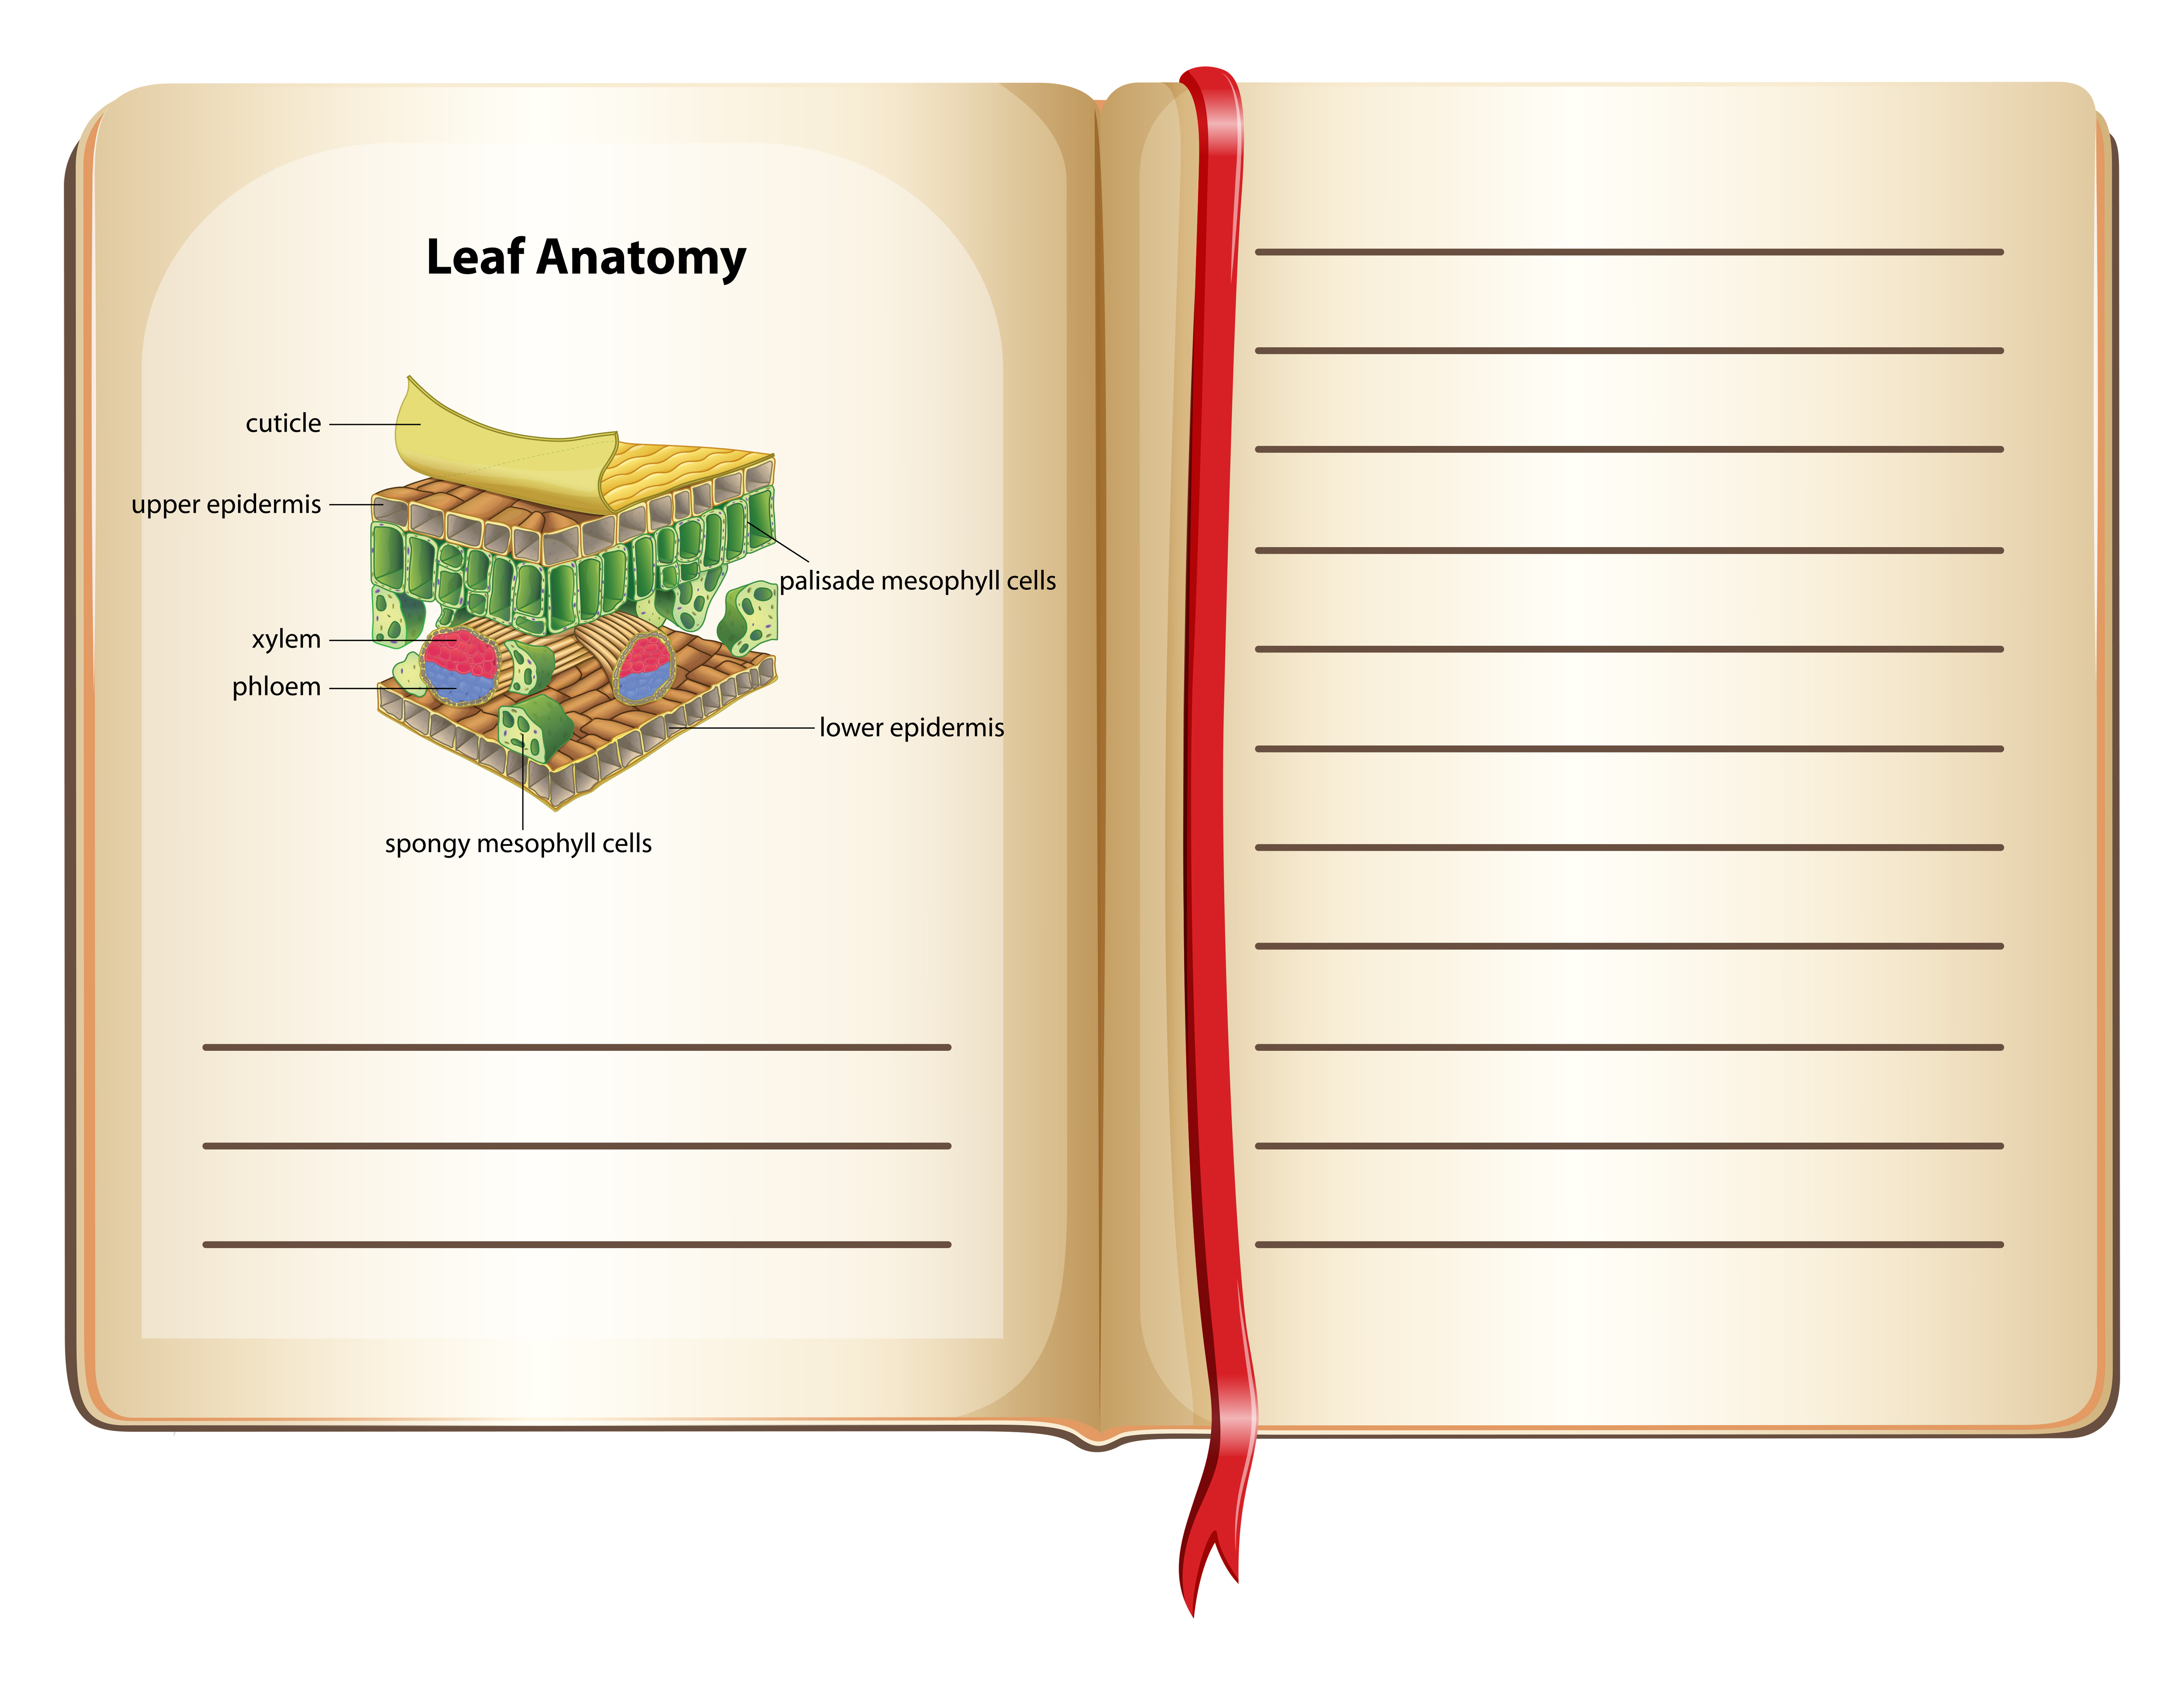 Leaf Anatomy
cuticle
upper epidermis
palisade mesophyll cells
xylem
phloem
lower epidermis
spongy mesophyll cells